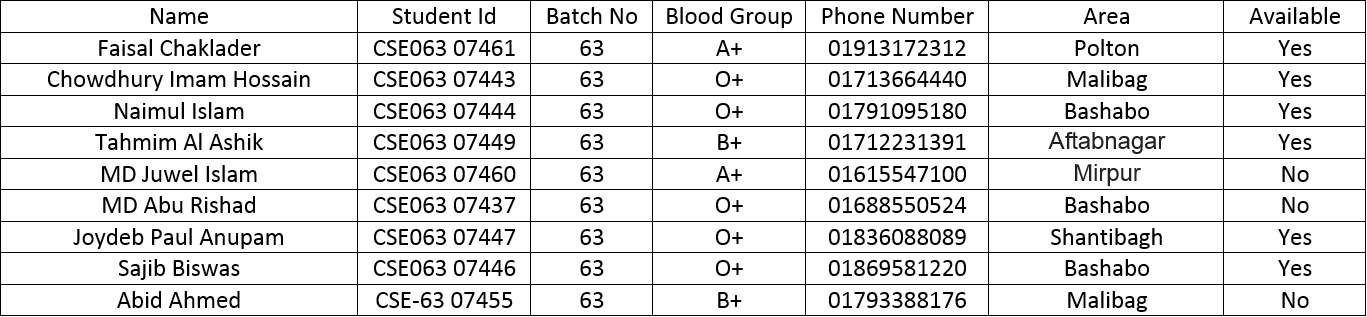 Name Student Id Batch No Blood Group Phone Number Area Available
Faisal Chaklader CSE063 07461 63 A+ 01913172312 Polton Yes
Chowdhury Imam Hossain CSE063 07443 63 O+ 01713664440 Malibag Yes
Naimul Islam CSE063 07444 63 O+ 01791095180 Bashabo Yes
Tahmim Al Ashik CSE063 07449 63 B+ 01712231391 Aftabnagar Yes
MD Juwel Islam CSE063 07460 63 A+ 01615547100 Mirpur No
MD Abu Rishad CSE063 07437 63 O+ 01688550524 Bashabo No
Joydeb Paul Anupam CSE063 07447 63 O+ 01836088089 Shantibagh Yes
Sajib Biswas CSE063 07446 63 O+ 01869581220 Bashabo Yes
Abid Ahmed CSE-63 07455 63 B+ 01793388176 Malibag No